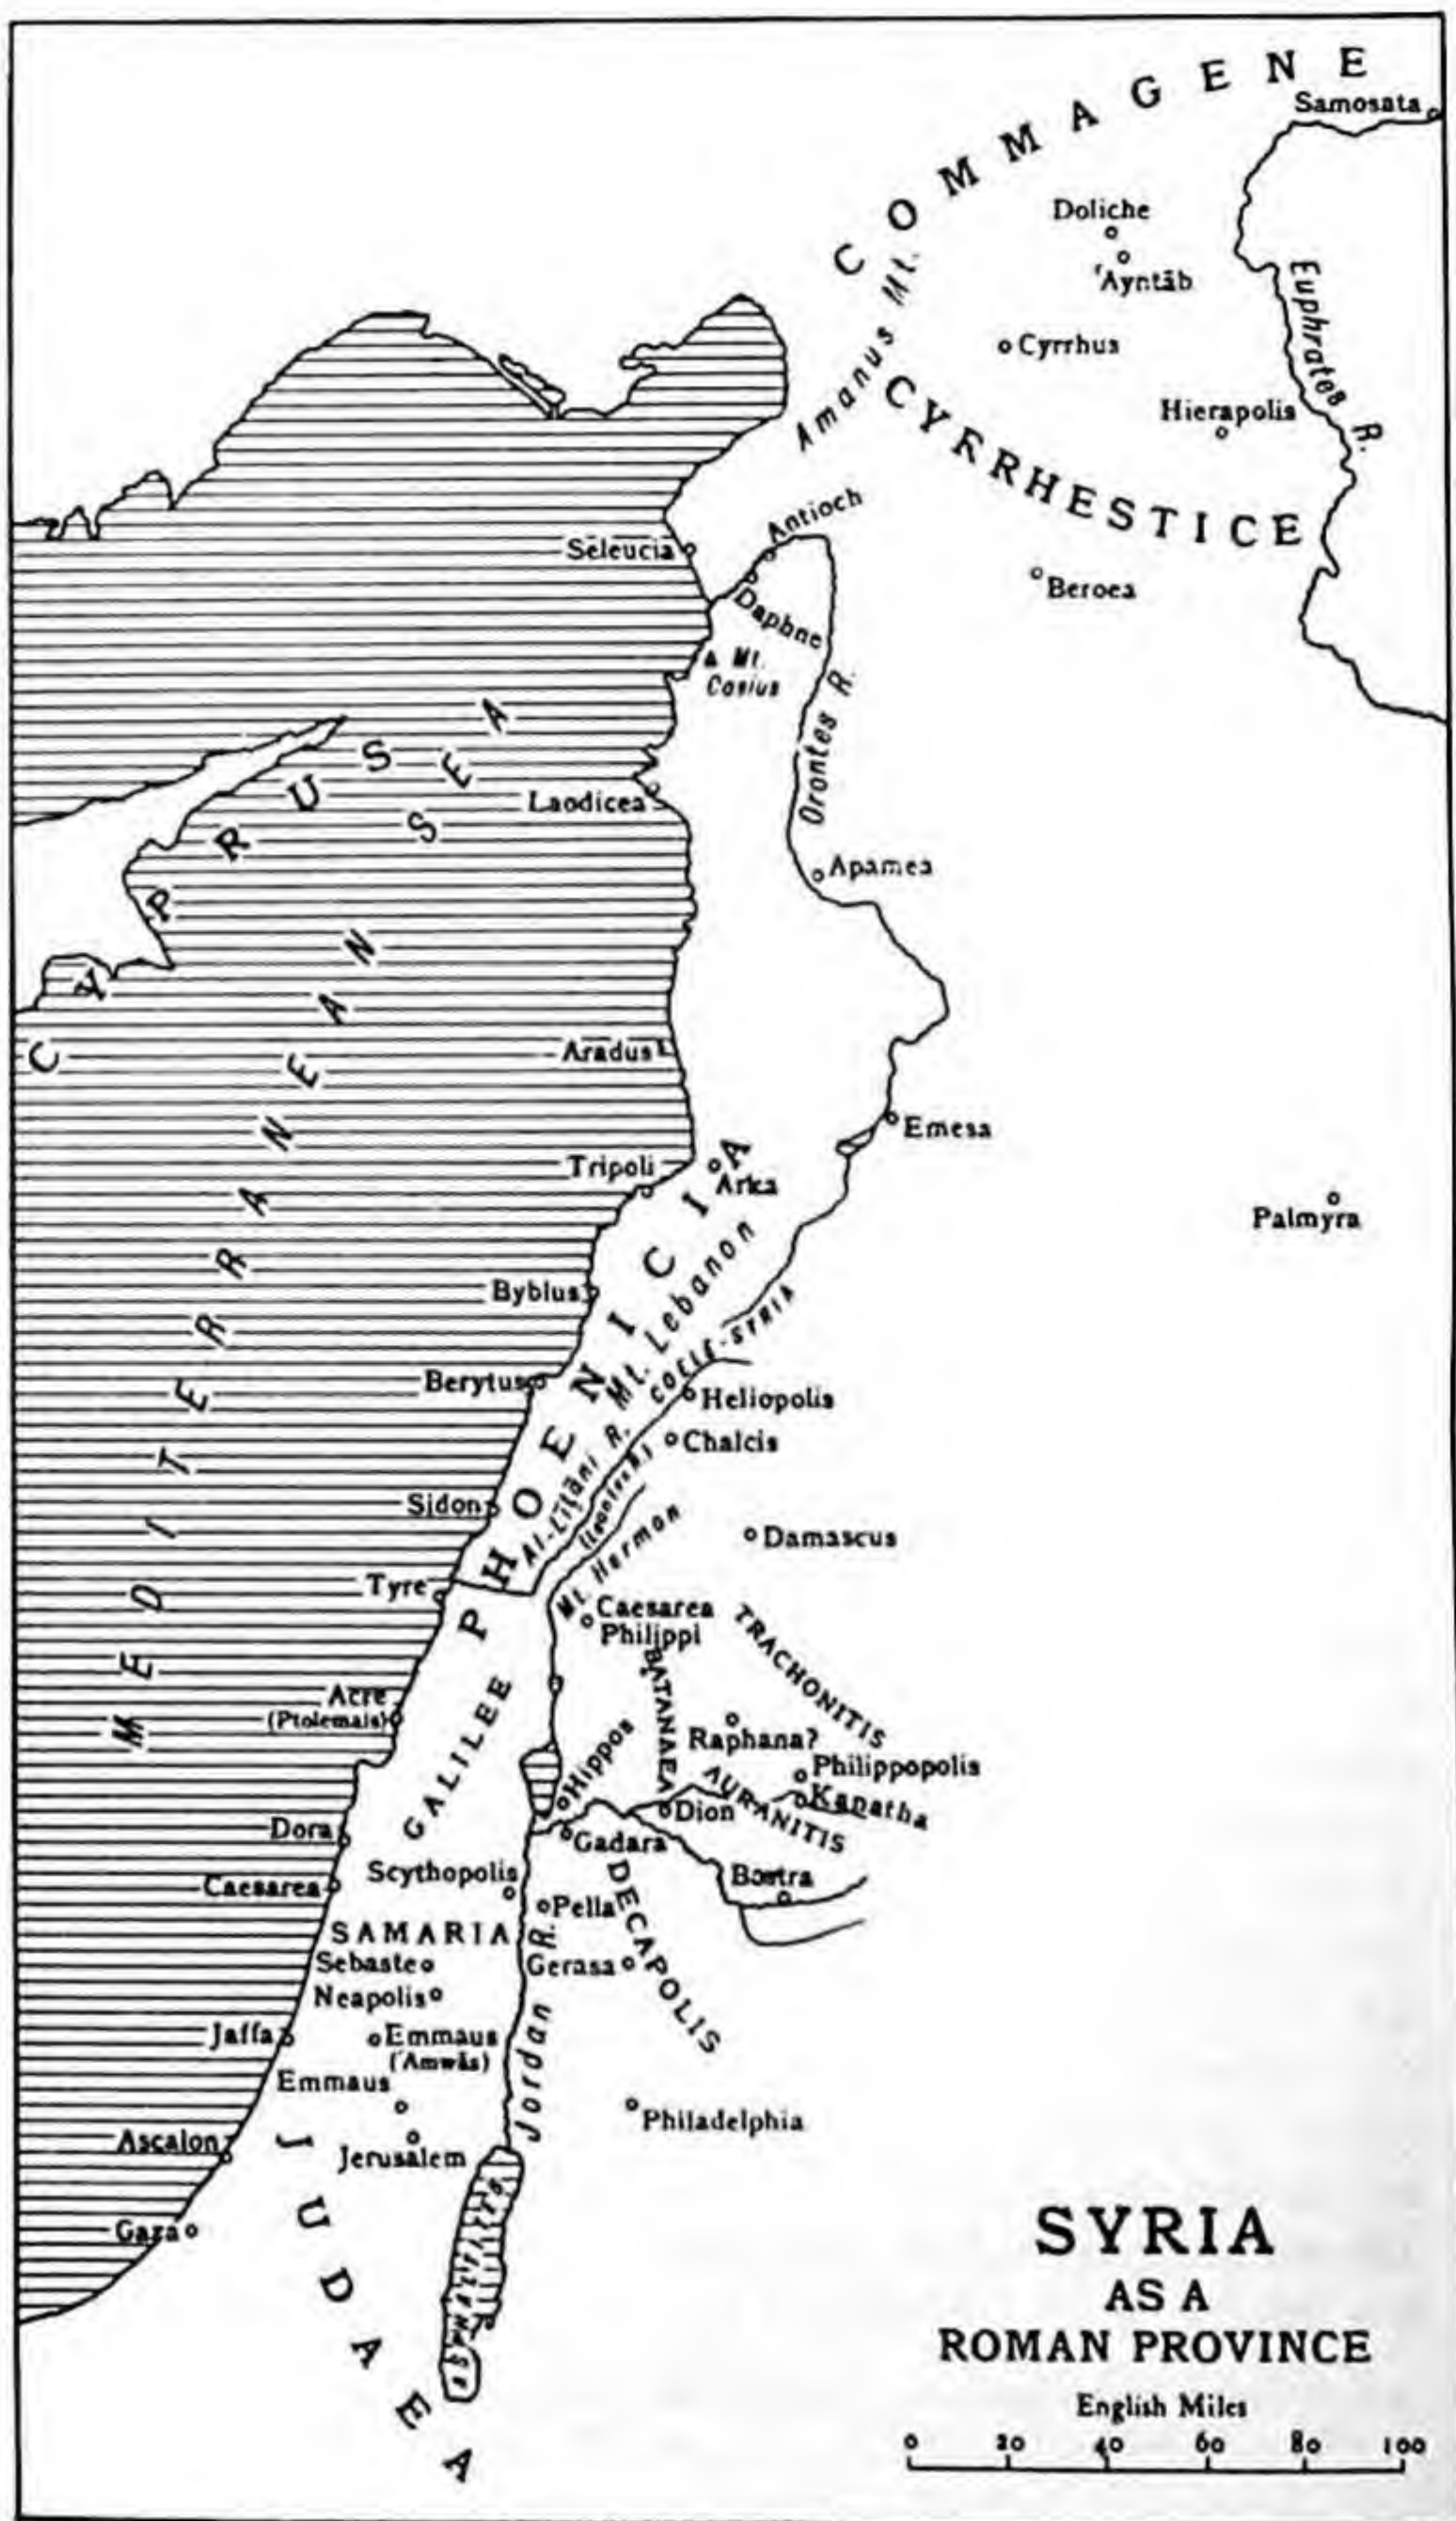 COMMAGENE
Samosata
Doliche
'Ayntāb
Amanus Mt.
Euphrates R.
Cyrrhus
CYRRHESTICE
Hierapolis
Antioch
Seleucia
Beroea
Daphne
Mt.
Casius
Orontes R.
CYPRUS
MEDITERRANEAN SEA
Laodicea
Apamea
Aradus
Emesa
Tripoli
Arka
Palmyra
PHOENICIA
Byblus
Mt. Lebanon
COELE-SYRIA
Berytus
Heliopolis
Chalcis
Al-Līṭāni R.
Sidon
Mt. Hermon
Damascus
Tyre
Caesarea
Philippi
TRACHONITIS
BATANAEA
Acre
(Ptolemais)
GALILEE
Raphana?
Hippos
Philippopolis
Kanatha
AURANITIS
Dion
Dora
Gadara
Scythopolis
DECAPOLIS
Bostra
Caesarea
Pella
SAMARIA
Sebaste
Gerasa
Neapolis
Jordan R.
Jaffa
Emmaus
('Amwās)
Emmaus
Philadelphia
Ascalon
Jerusalem
JUDAEA
Gaza
SYRIA
AS A
ROMAN PROVINCE
English Miles
0 20 40 60 80 100